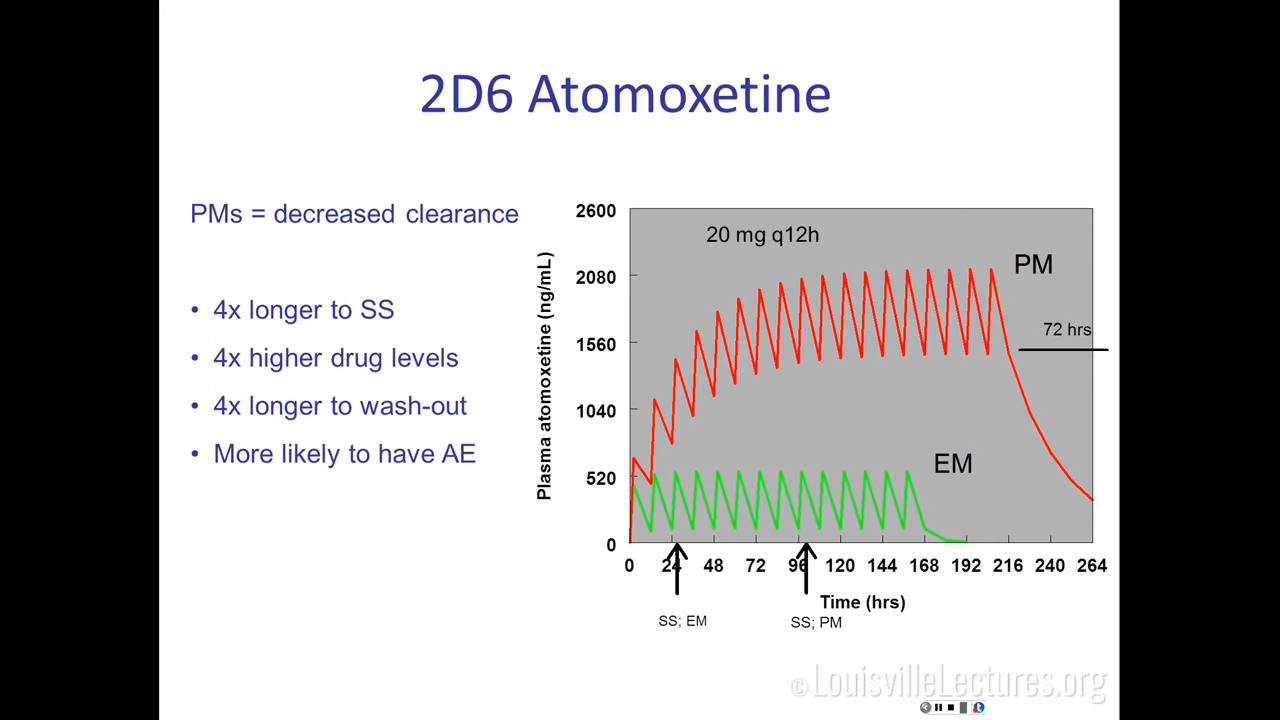 2D6 Atomoxetine
PMs = decreased clearance
• 4x longer to SS
• 4x higher drug levels
• 4x longer to wash-out
• More likely to have AE
Plasma atomoxetine (ng/mL)
2600
2080
1560
1040
520
0
20 mg q12h
PM
72 hrs
EM
0 24 48 72 96 120 144 168 192 216 240 264
Time (hrs)
SS; EM
SS; PM
©LouisvilleLectures.org